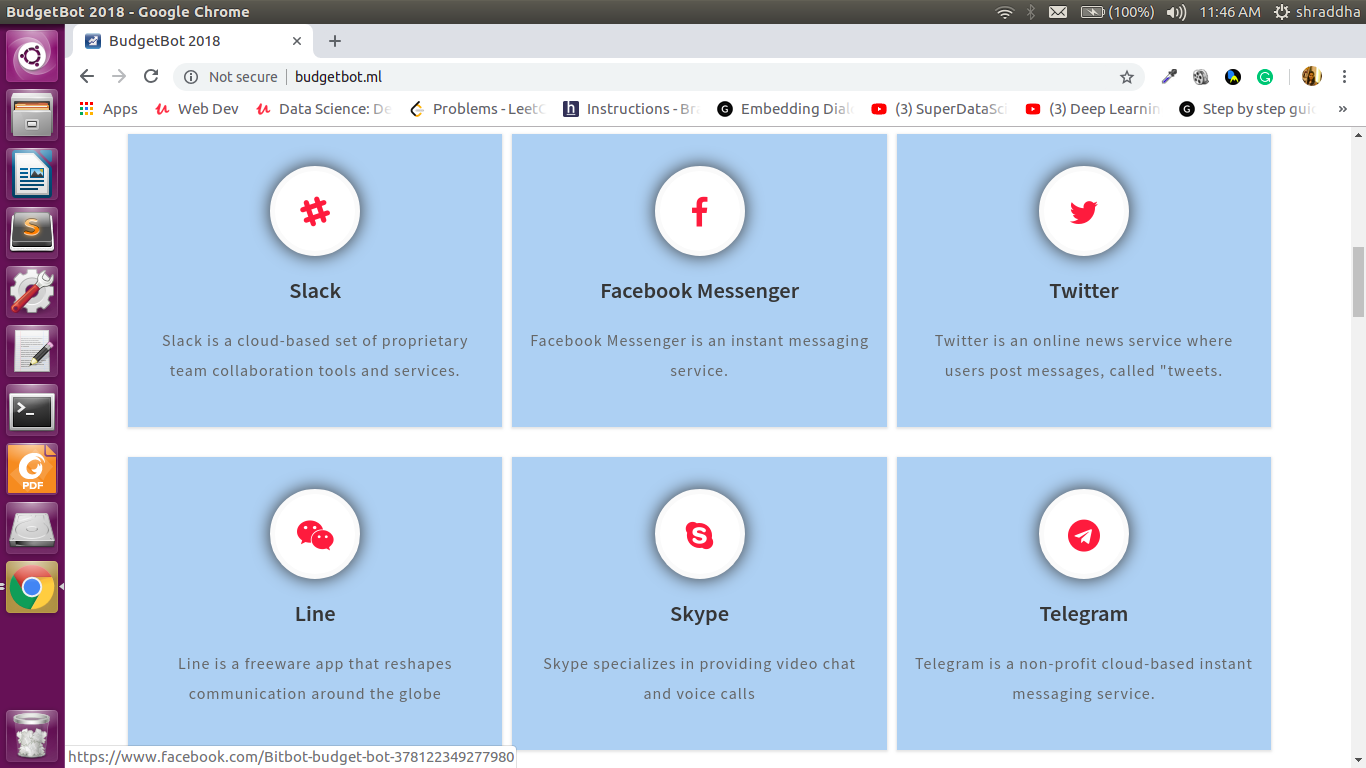 BudgetBot 2018 - Google Chrome
(100%)
11:46 AM
shraddha
BudgetBot 2018
Not secure
budgetbot.ml
Apps
Web Dev
Data Science: De
Problems - LeetC
Instructions - Bra
Embedding Dial
(3) SuperDataSci
(3) Deep Learnin
Step by step guid
»
Slack
Slack is a cloud-based set of proprietary
team collaboration tools and services.
Facebook Messenger
Facebook Messenger is an instant messaging
service.
Twitter
Twitter is an online news service where
users post messages, called "tweets.
Line
Line is a freeware app that reshapes
communication around the globe
Skype
Skype specializes in providing video chat
and voice calls
Telegram
Telegram is a non-profit cloud-based instant
messaging service.
PDF
https://www.facebook.com/Bitbot-budget-bot-378122349277980